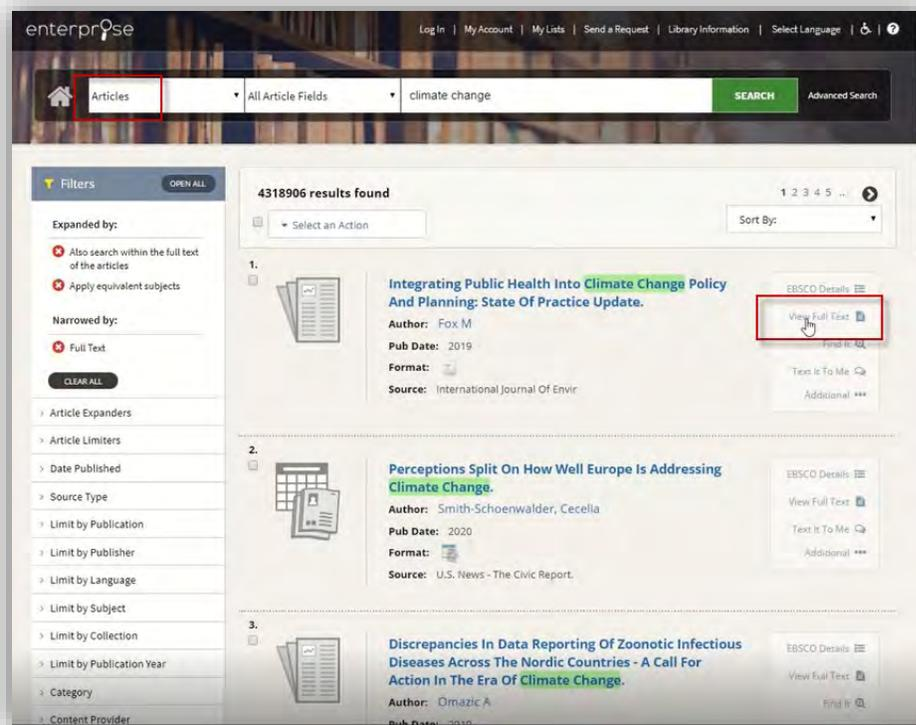 enterprise
Log In | My Account | My Lists | Send a Request | Library Information | Select Language |
Articles
All Article Fields
climate change
SEARCH
Advanced Search
Filters
OPEN ALL
Expanded by:
Also search within the full text
of the articles
Apply equivalent subjects
Narrowed by:
Full Text
CLEAR ALL
Article Expanders
Article Limiters
Date Published
Source Type
Limit by Publication
Limit by Publisher
Limit by Language
Limit by Subject
Limit by Collection
Limit by Publication Year
Category
Content Provider
4318906 results found
1 2 3 4 5 ..
Select an Action
Sort By:
1.
Integrating Public Health Into Climate Change Policy
And Planning: State Of Practice Update.
Author: Fox M
Pub Date: 2019
Format:
Source: International Journal Of Envir
EBSCO Details
View Full Text
Find It
Text It To Me
Additional
2.
Perceptions Split On How Well Europe Is Addressing
Climate Change.
Author: Smith-Schoenwalder, Cecelia
Pub Date: 2020
Format:
Source: U.S. News - The Civic Report.
EBSCO Details
View Full Text
Text It To Me
Additional
3.
Discrepancies In Data Reporting Of Zoonotic Infectious
Diseases Across The Nordic Countries - A Call For
Action In The Era Of Climate Change.
Author: Omazic A
Pub Date: 2019
EBSCO Details
View Full Text
Find It